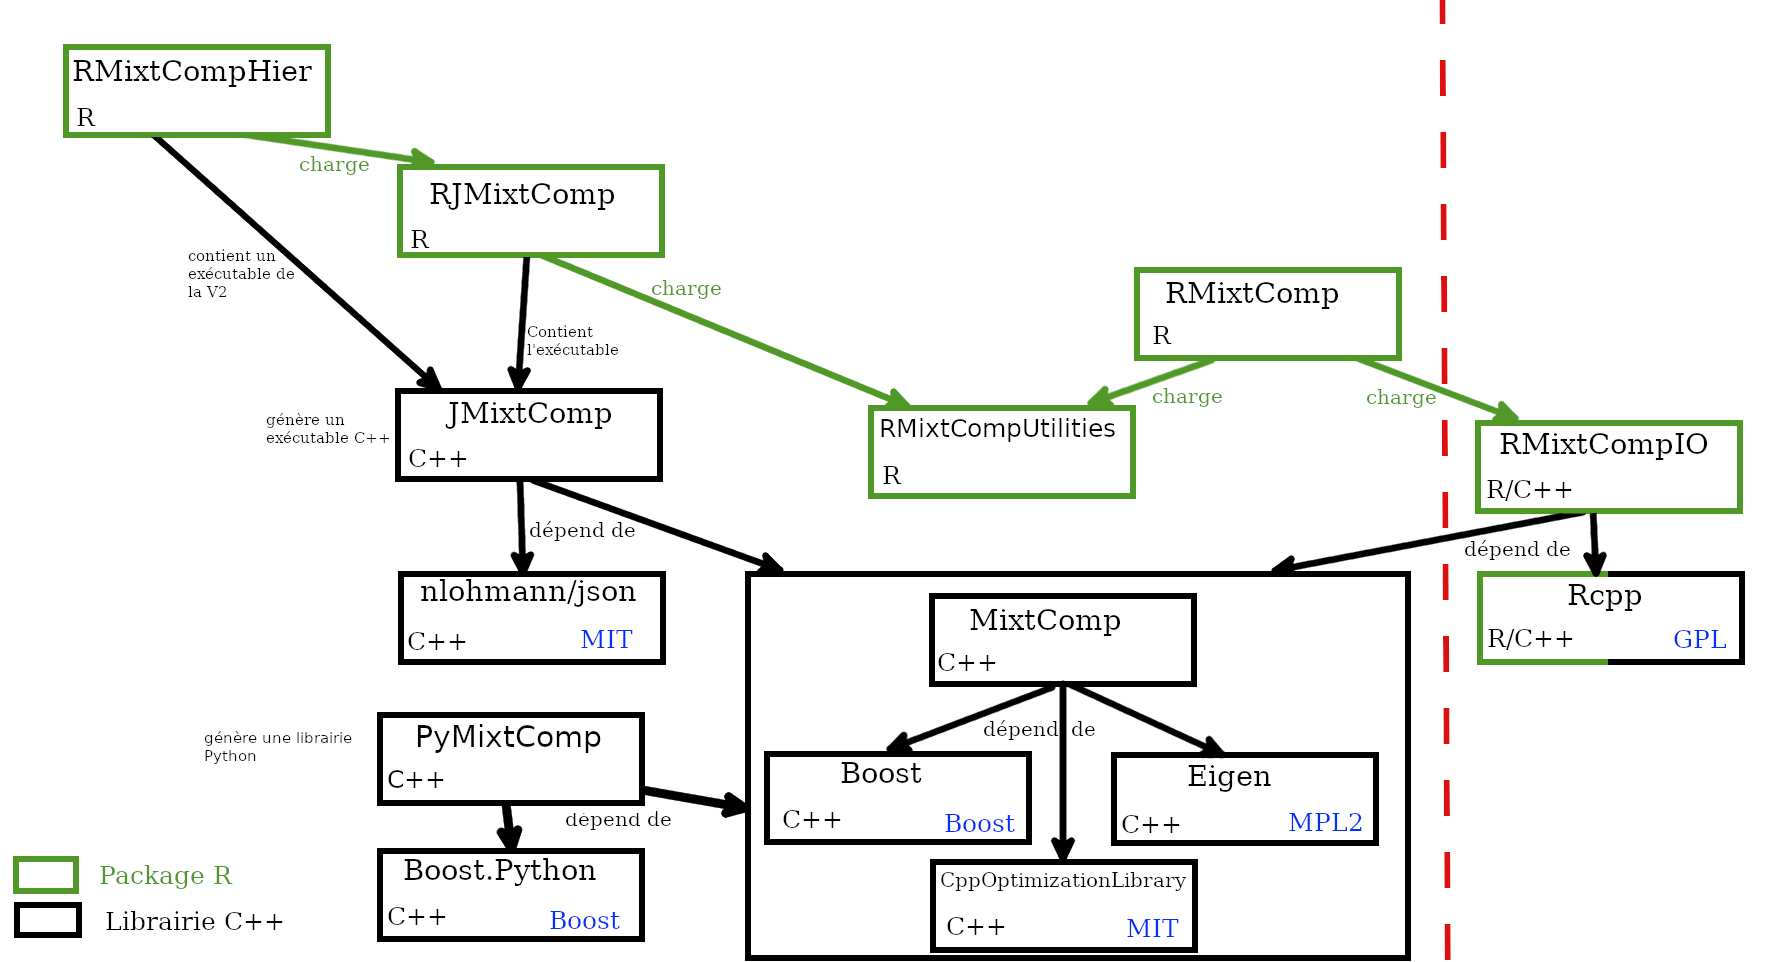 RMixtCompHier
R
charge
RJMixtComp
R
contient un
exécutable de
la V2
charge
RMixtComp
R
Contient
l'exécutable
charge
charge
génère un
exécutable C++
JMixtComp
C++
RMixtCompUtilities
R
RMixtCompIO
R/C++
dépend de
dépend de
nlohmann/json
C++
MIT
Rcpp
R/C++
GPL
MixtComp
C++
dépend de
génère une librairie
Python
PyMixtComp
C++
dépend de
Boost
C++
Boost
Eigen
C++
MPL2
Boost.Python
C++
Boost
CppOptimizationLibrary
C++
MIT
Package R
Librairie C++